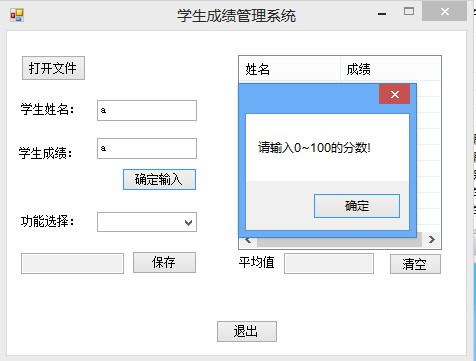 学生成绩管理系统
打开文件
姓名 成绩
学生姓名： a
学生成绩： a
请输入0~100的分数!
确定输入
确定
功能选择：
保存
平均值
清空
退出